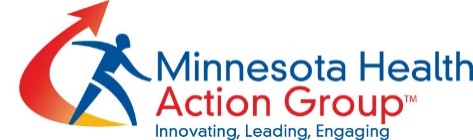 Minnesota Health
Action Group™
Innovating, Leading, Engaging